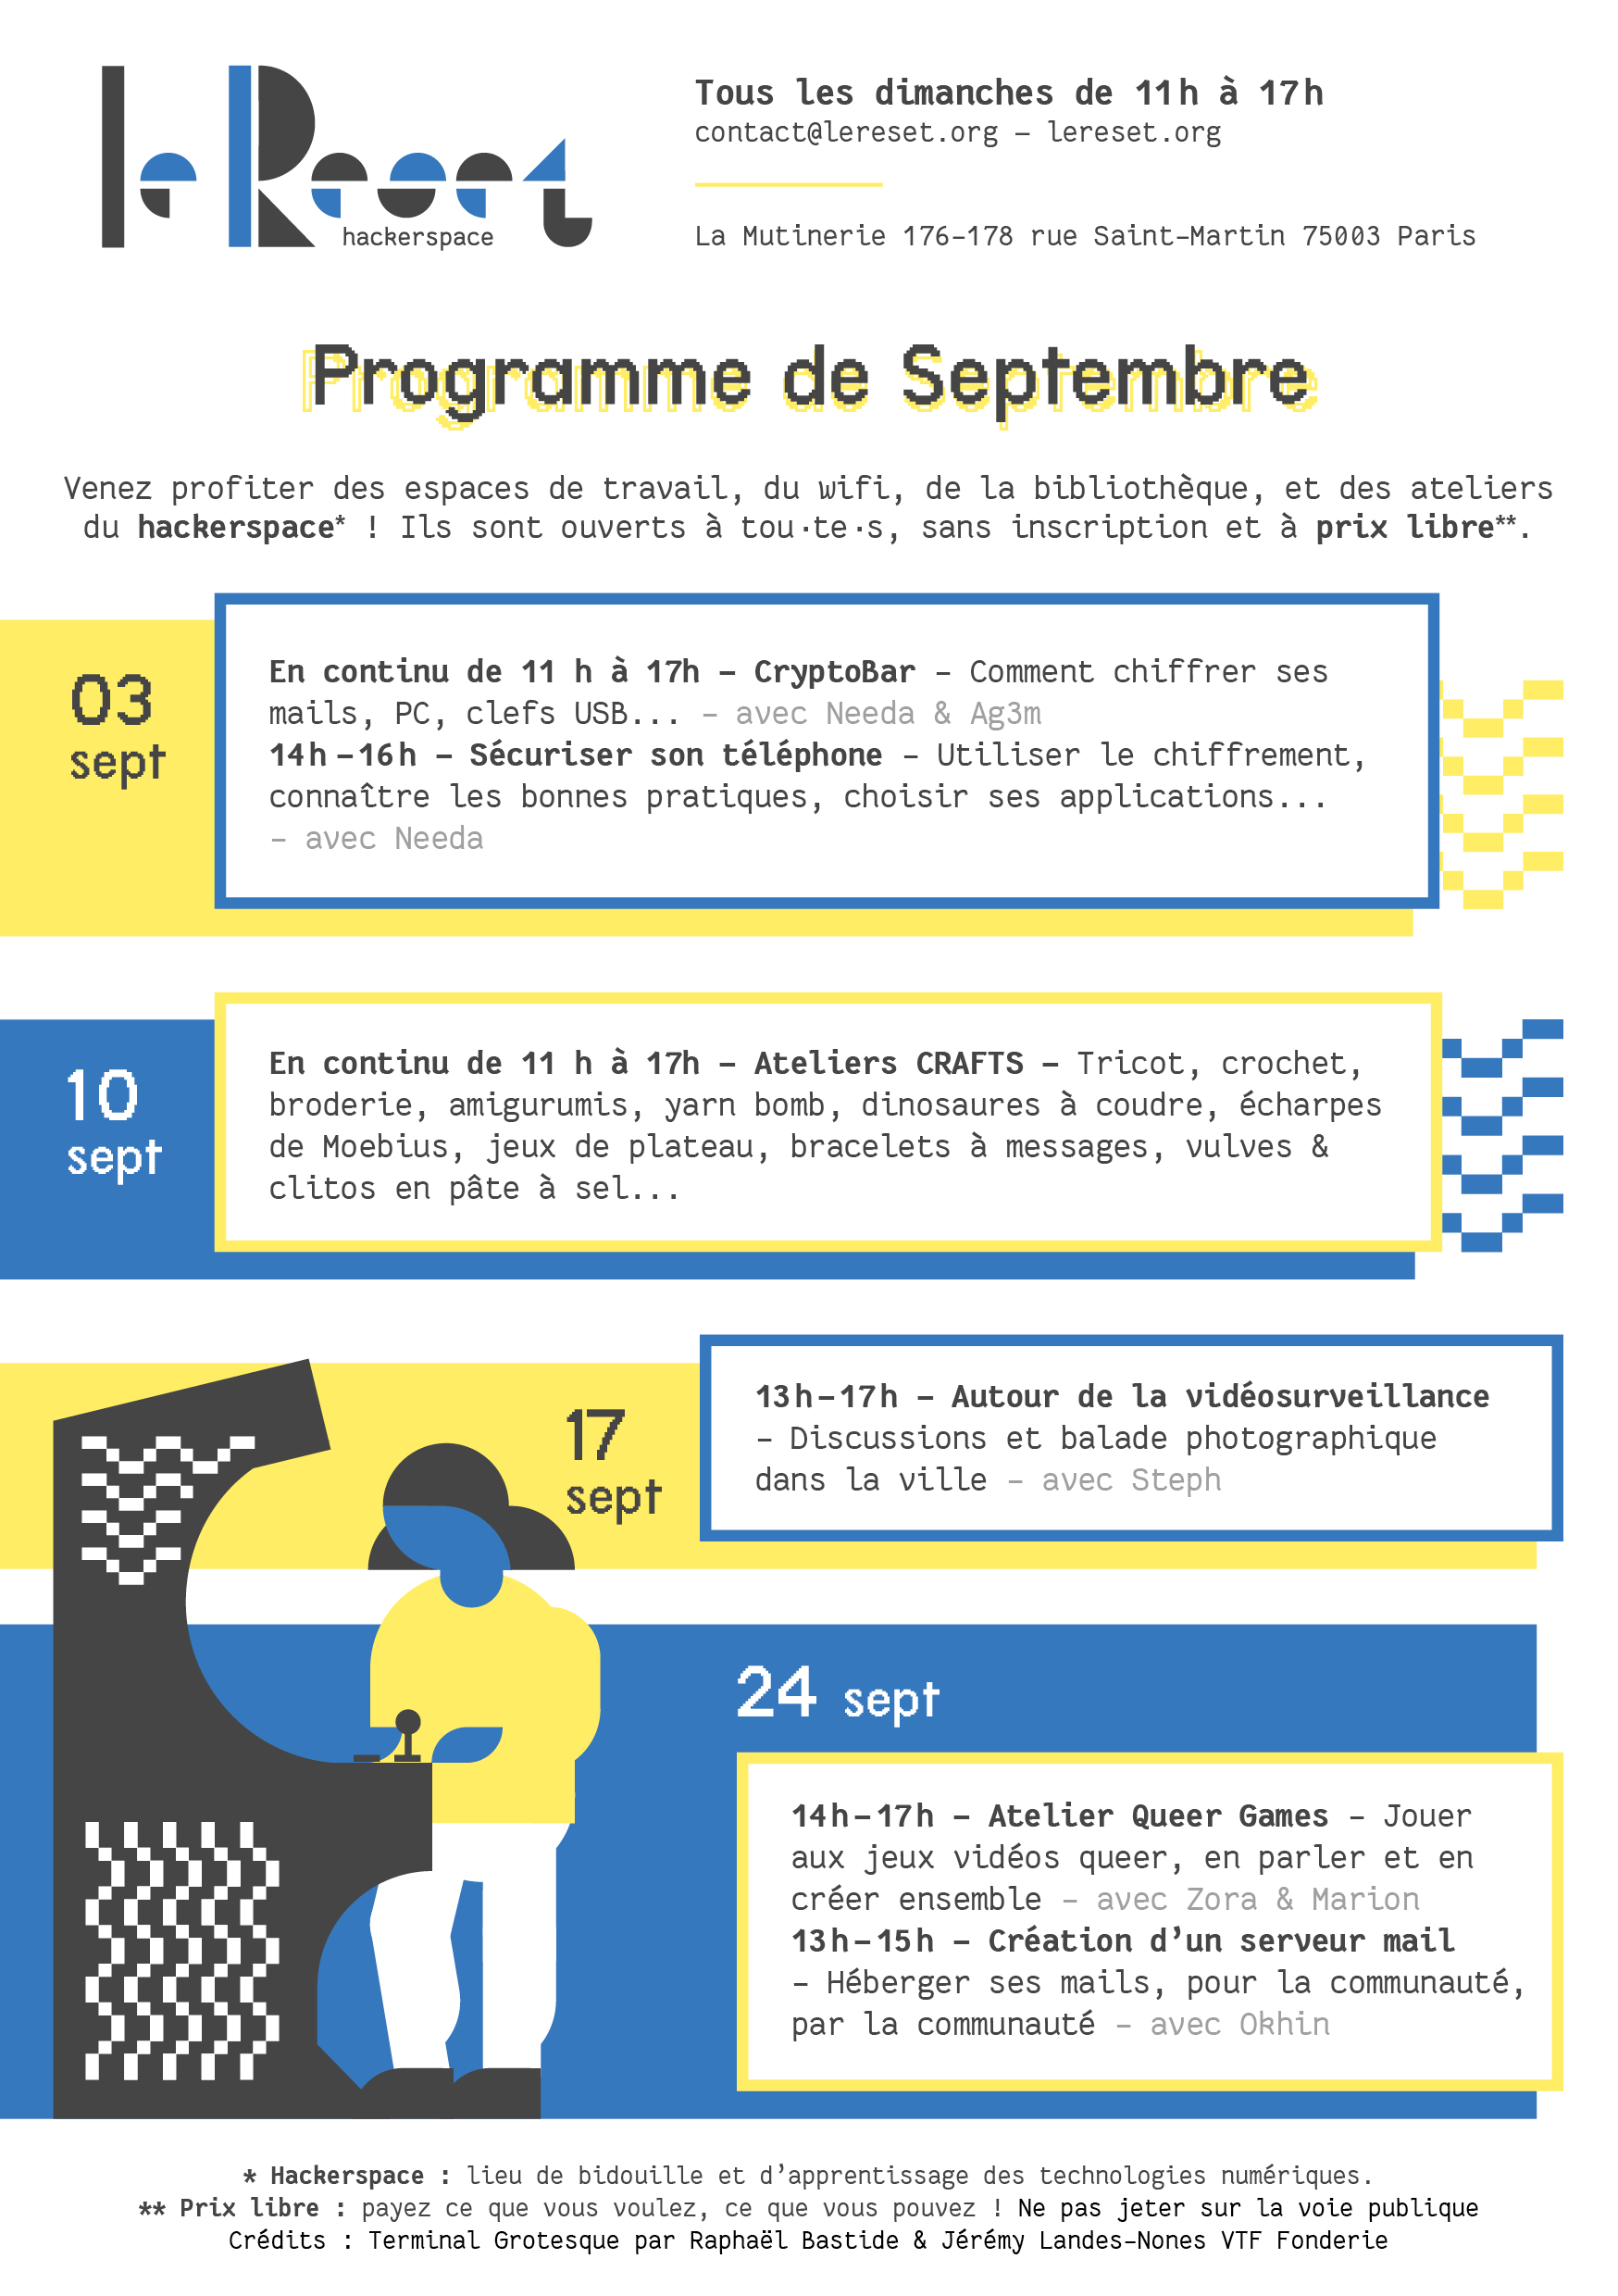 le Reset
hackerspace
Tous les dimanches de 11h à 17h
contact@lereset.org – lereset.org
La Mutinerie 176-178 rue Saint-Martin 75003 Paris
Programme de Septembre
Venez profiter des espaces de travail, du wifi, de la bibliothèque, et des ateliers
du hackerspace* ! Ils sont ouverts à tou·te·s, sans inscription et à prix libre**.
03
sept
En continu de 11 h à 17h – CryptoBar – Comment chiffrer ses
mails, PC, clefs USB... – avec Needa & Ag3m
14h-16h – Sécuriser son téléphone – Utiliser le chiffrement,
connaître les bonnes pratiques, choisir ses applications...
– avec Needa
10
sept
En continu de 11 h à 17h – Ateliers CRAFTS – Tricot, crochet,
broderie, amigurumis, yarn bomb, dinosaures à coudre, écharpes
de Moebius, jeux de plateau, bracelets à messages, vulves &
clitos en pâte à sel...
17
sept
13h-17h – Autour de la vidéosurveillance
– Discussions et balade photographique
dans la ville – avec Steph
24 sept
14h-17h – Atelier Queer Games – Jouer
aux jeux vidéos queer, en parler et en
créer ensemble – avec Zora & Marion
13h-15h – Création d’un serveur mail
– Héberger ses mails, pour la communauté,
par la communauté – avec Okhin
* Hackerspace : lieu de bidouille et d’apprentissage des technologies numériques.
** Prix libre : payez ce que vous voulez, ce que vous pouvez ! Ne pas jeter sur la voie publique
Crédits : Terminal Grotesque par Raphaël Bastide & Jérémy Landes-Nones VTF Fonderie